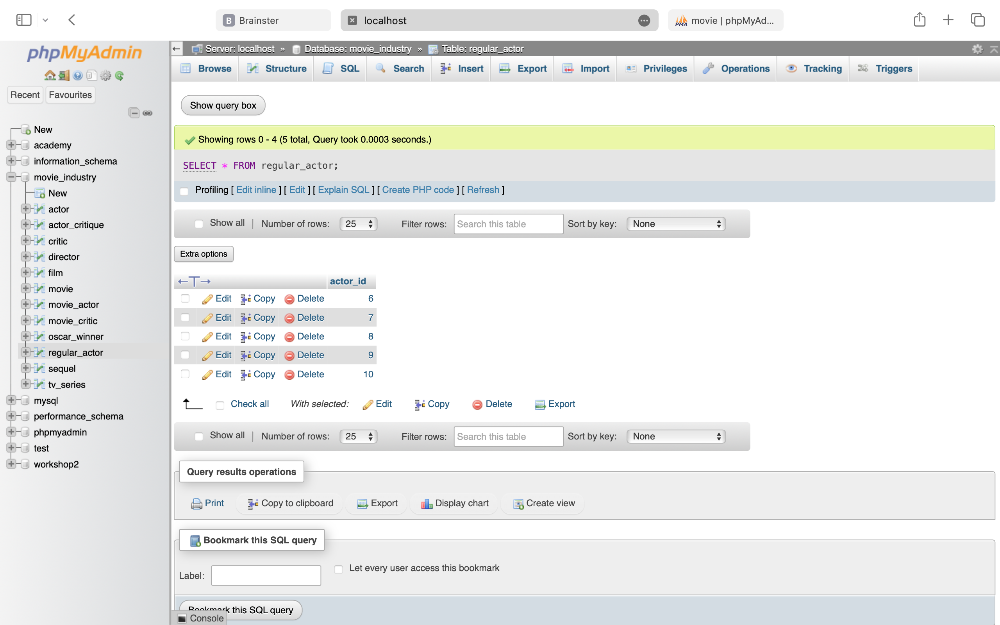 B Brainster
localhost
PMA movie | phpMyAd...
phpMyAdmin
Recent Favourites
New
academy
information_schema
movie_industry
New
actor
actor_critique
critic
director
film
movie
movie_actor
movie_critic
oscar_winner
regular_actor
sequel
tv_series
mysql
performance_schema
phpmyadmin
test
workshop2
Server: localhost » Database: movie_industry » Table: regular_actor
Browse Structure SQL Search Insert Export Import Privileges Operations Tracking Triggers
Show query box
Showing rows 0 - 4 (5 total, Query took 0.0003 seconds.)
SELECT * FROM regular_actor;
Profiling [ Edit inline ] [ Edit ] [ Explain SQL ] [ Create PHP code ] [ Refresh ]
Show all | Number of rows: 25 Filter rows: Search this table Sort by key: None
Extra options
←T→ actor_id
Edit Copy Delete 6
Edit Copy Delete 7
Edit Copy Delete 8
Edit Copy Delete 9
Edit Copy Delete 10
Check all With selected: Edit Copy Delete Export
Show all | Number of rows: 25 Filter rows: Search this table Sort by key: None
Query results operations
Print Copy to clipboard Export Display chart Create view
Bookmark this SQL query
Label: Let every user access this bookmark
Bookmark this SQL query
Console